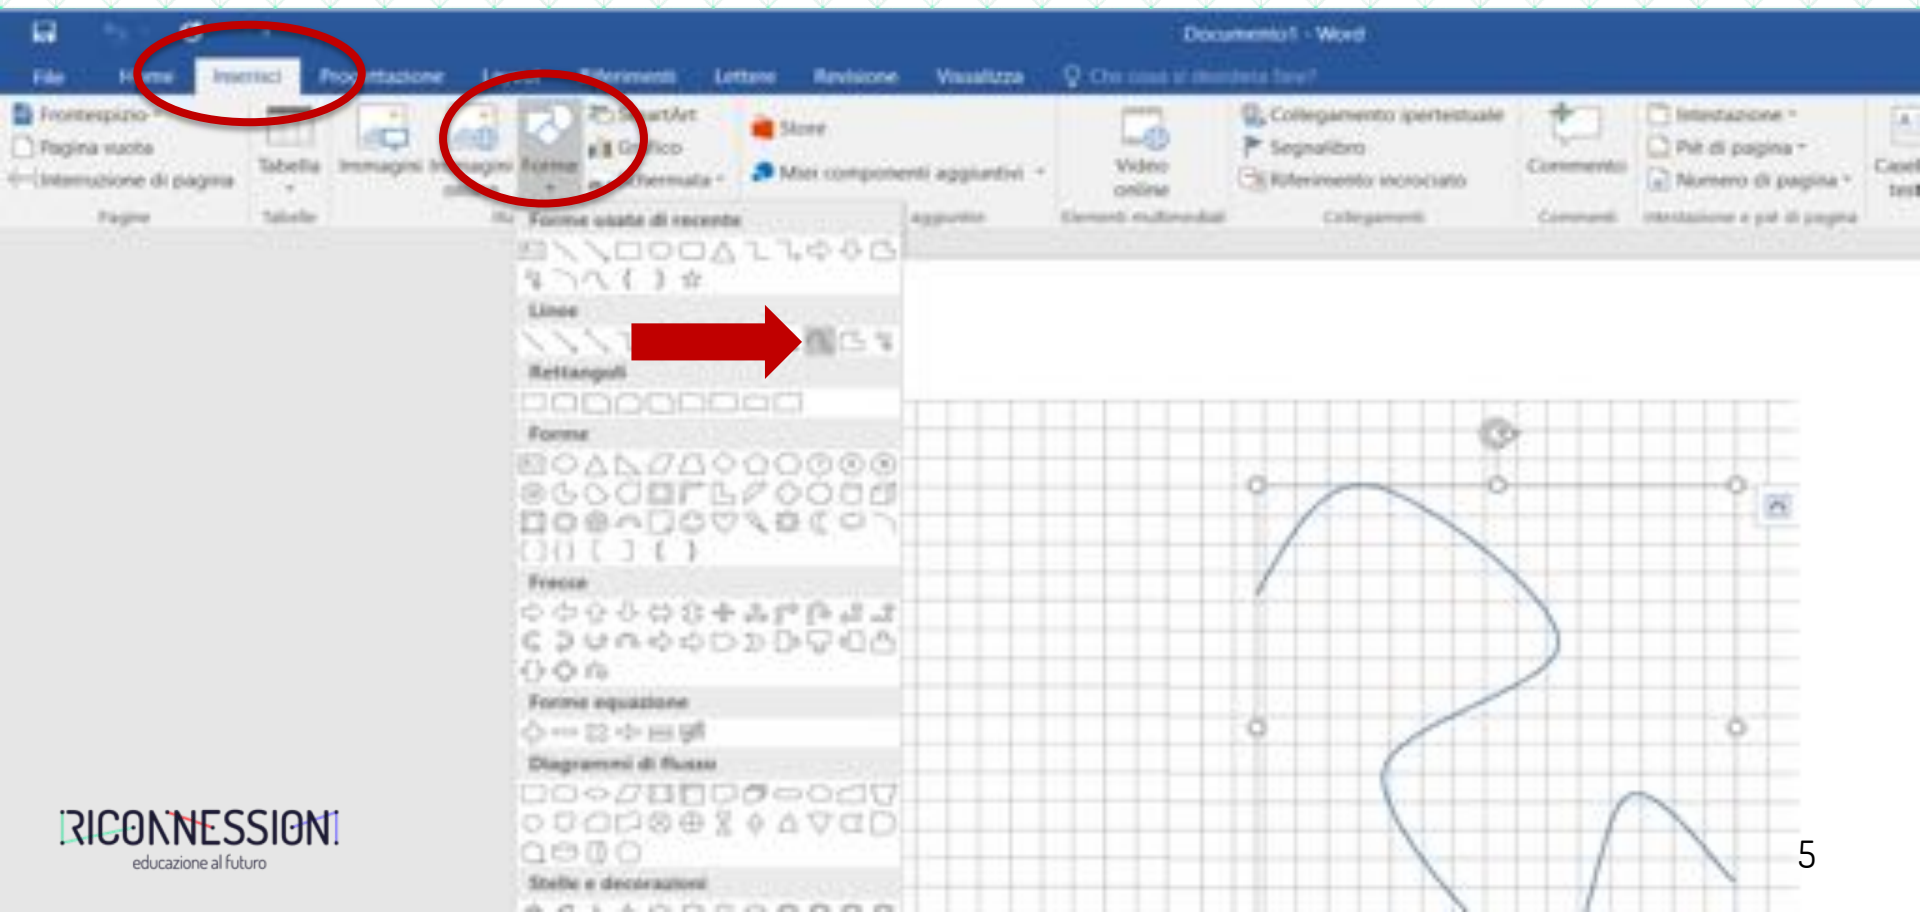 Documento1 - Word
File Home Inserisci Progettazione Layout Riferimenti Lettere Revisione Visualizza Che cosa si desidera fare?
Frontespizio
Pagina vuota
Interruzione di pagina
Pagine
Tabella
Tabelle
Immagini
Immagini
Forme
SmartArt
Grafico
Store
Miei componenti aggiuntivi
aggiuntivi
Video
online
Elementi multimediali
Collegamento ipertestuale
Segnalibro
Riferimento incrociato
Collegamenti
Commento
Commenti
Intestazione
Piè di pagina
Numero di pagina
Intestazione e piè di pagina
Forme usate di recente
Linee
Rettangoli
Forme
Frecce
Forme equazione
Diagrammi di flusso
Stelle e decorazioni
RICONNESSIONI
educazione al futuro
5